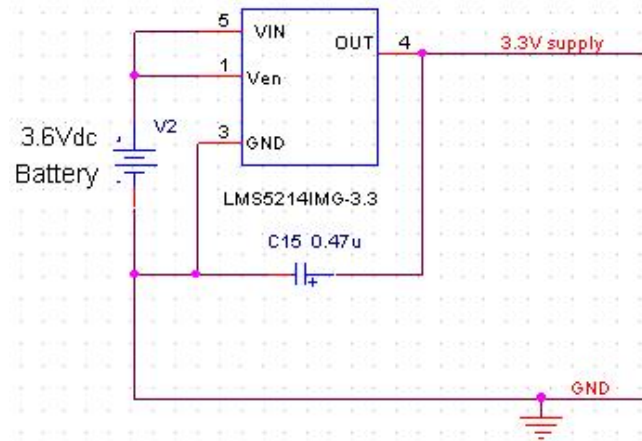 5
VIN
OUT
4
3.3V supply
1
Ven
3.6Vdc
Battery
V2
3
GND
LMS5214IMG-3.3
C15 0.47u
GND